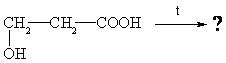 t
CH₂—CH₂—COOH ⟶ ?
OH